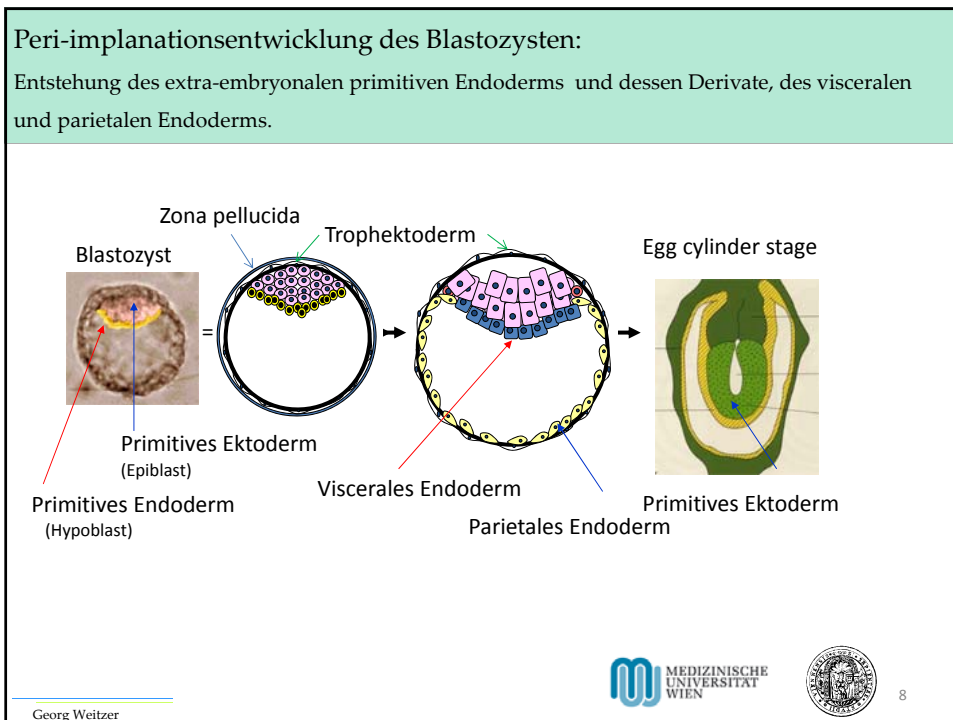 Peri-implanationsentwicklung des Blastozysten:
Entstehung des extra-embryonalen primitiven Endoderms und dessen Derivate, des visceralen
und parietalen Endoderms.
Zona pellucida
Trophektoderm
Blastozyst
Egg cylinder stage
=
Primitives Ektoderm
(Epiblast)
Primitives Endoderm
(Hypoblast)
Viscerales Endoderm
Parietales Endoderm
Primitives Ektoderm
MEDIZINISCHE
UNIVERSITÄT
WIEN
8
Georg Weitzer